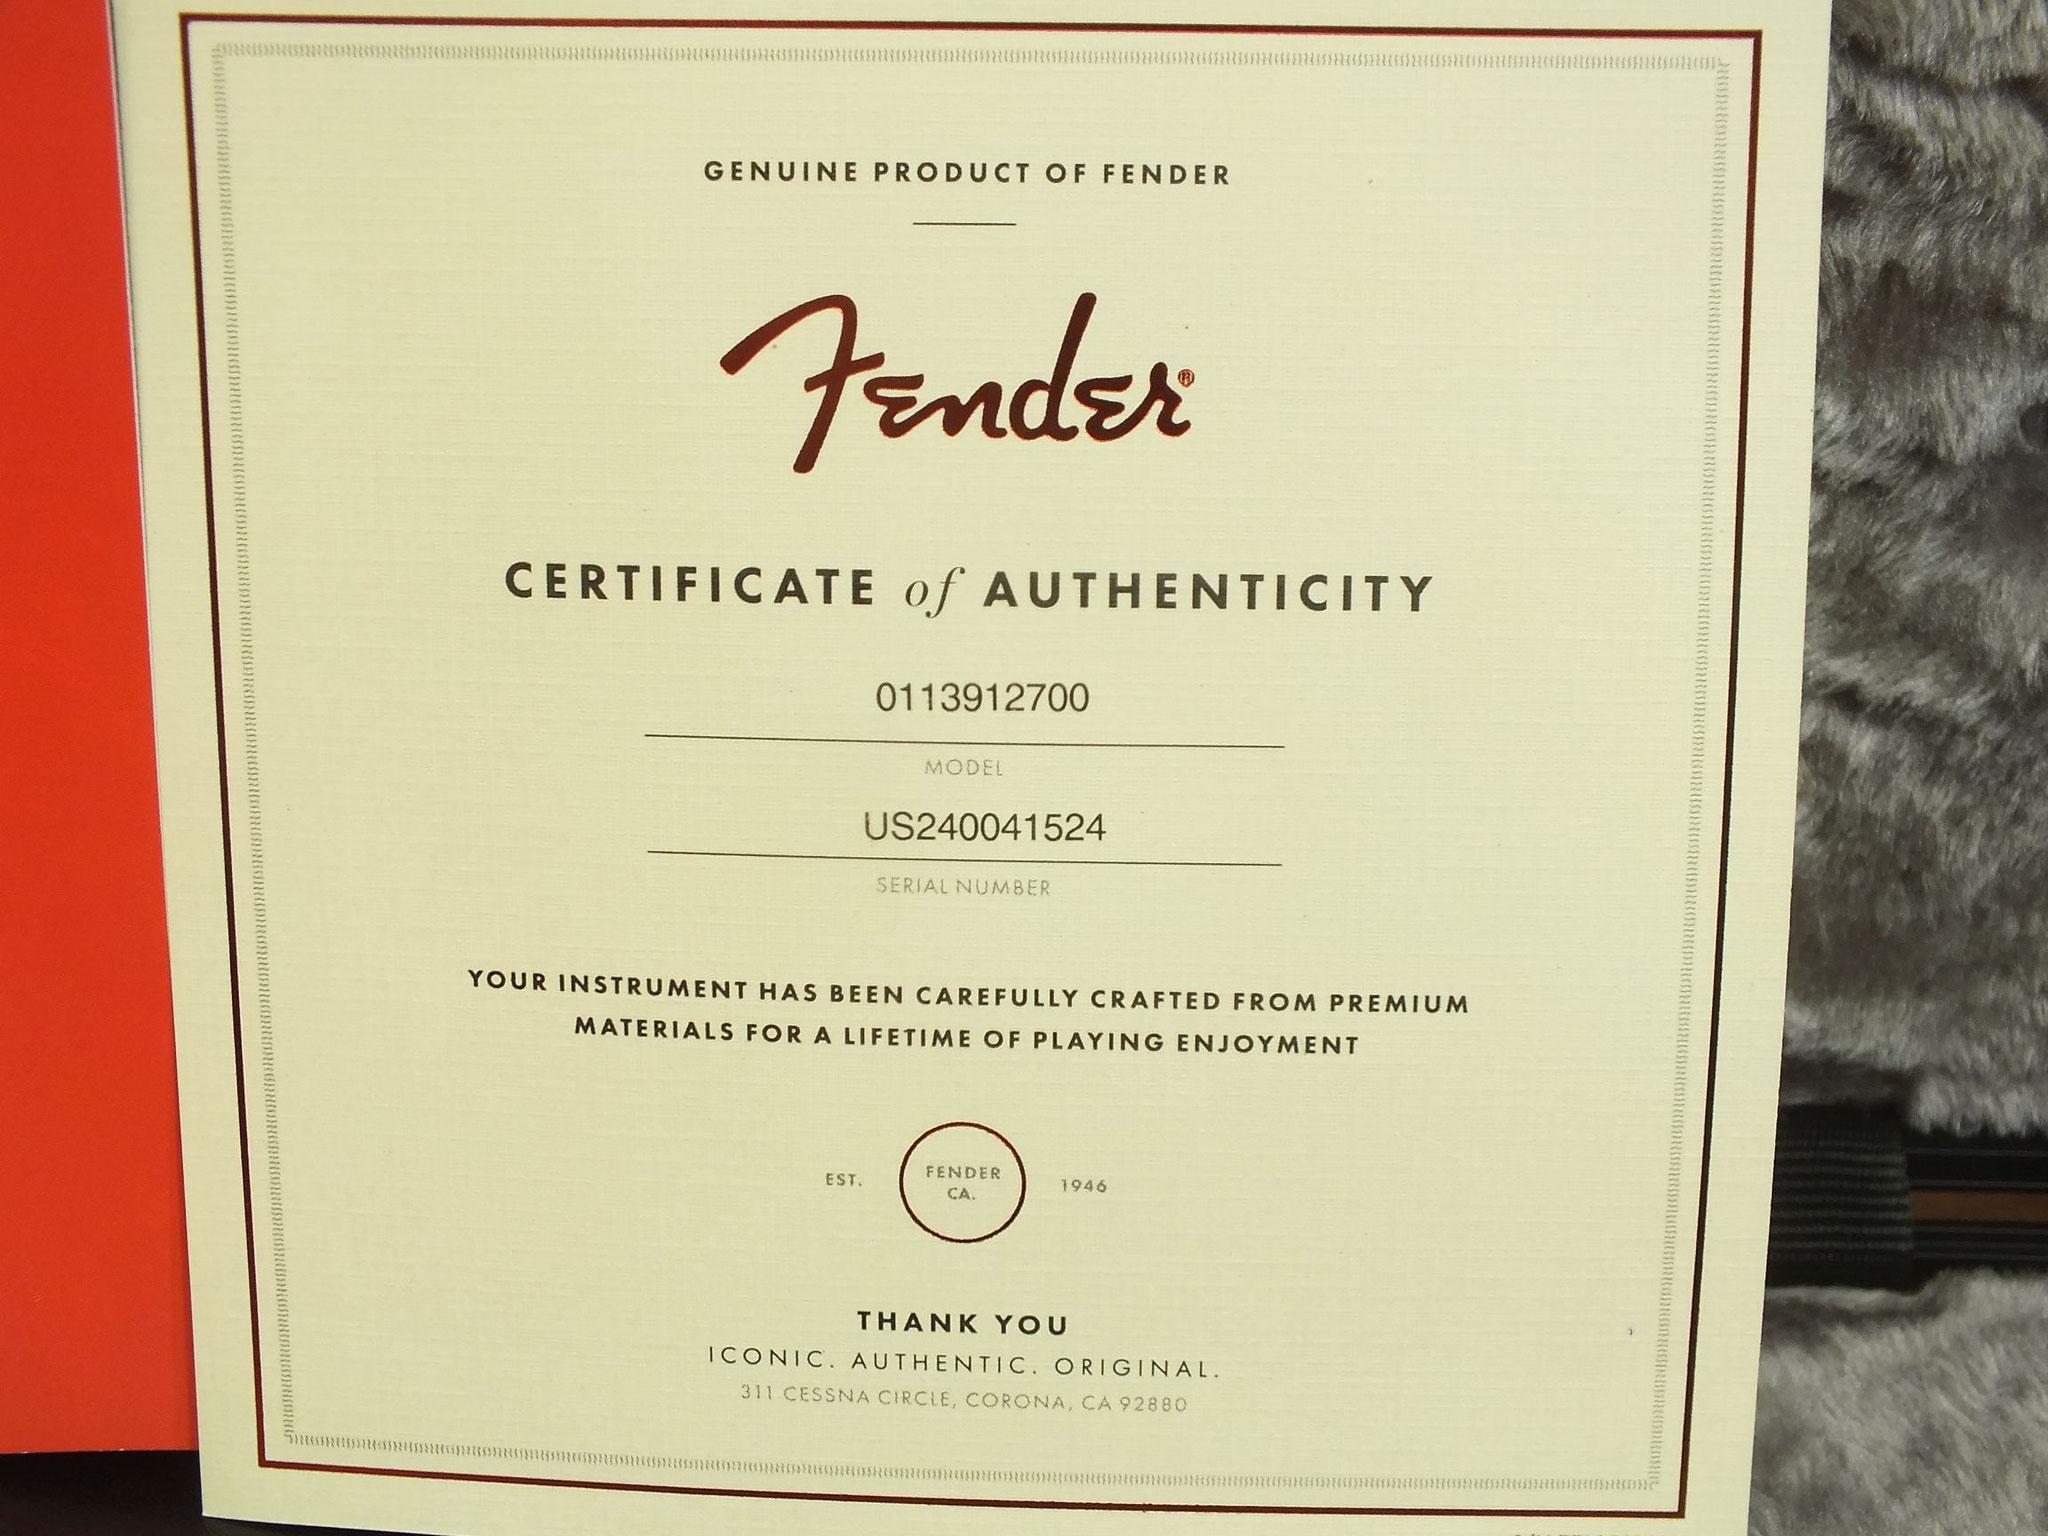 GENUINE PRODUCT OF FENDER
Fender®
CERTIFICATE of AUTHENTICITY
0113912700
MODEL
US240041524
SERIAL NUMBER
YOUR INSTRUMENT HAS BEEN CAREFULLY CRAFTED FROM PREMIUM
MATERIALS FOR A LIFETIME OF PLAYING ENJOYMENT
EST. FENDER CA. 1946
THANK YOU
ICONIC. AUTHENTIC. ORIGINAL.
311 CESSNA CIRCLE, CORONA, CA 92880